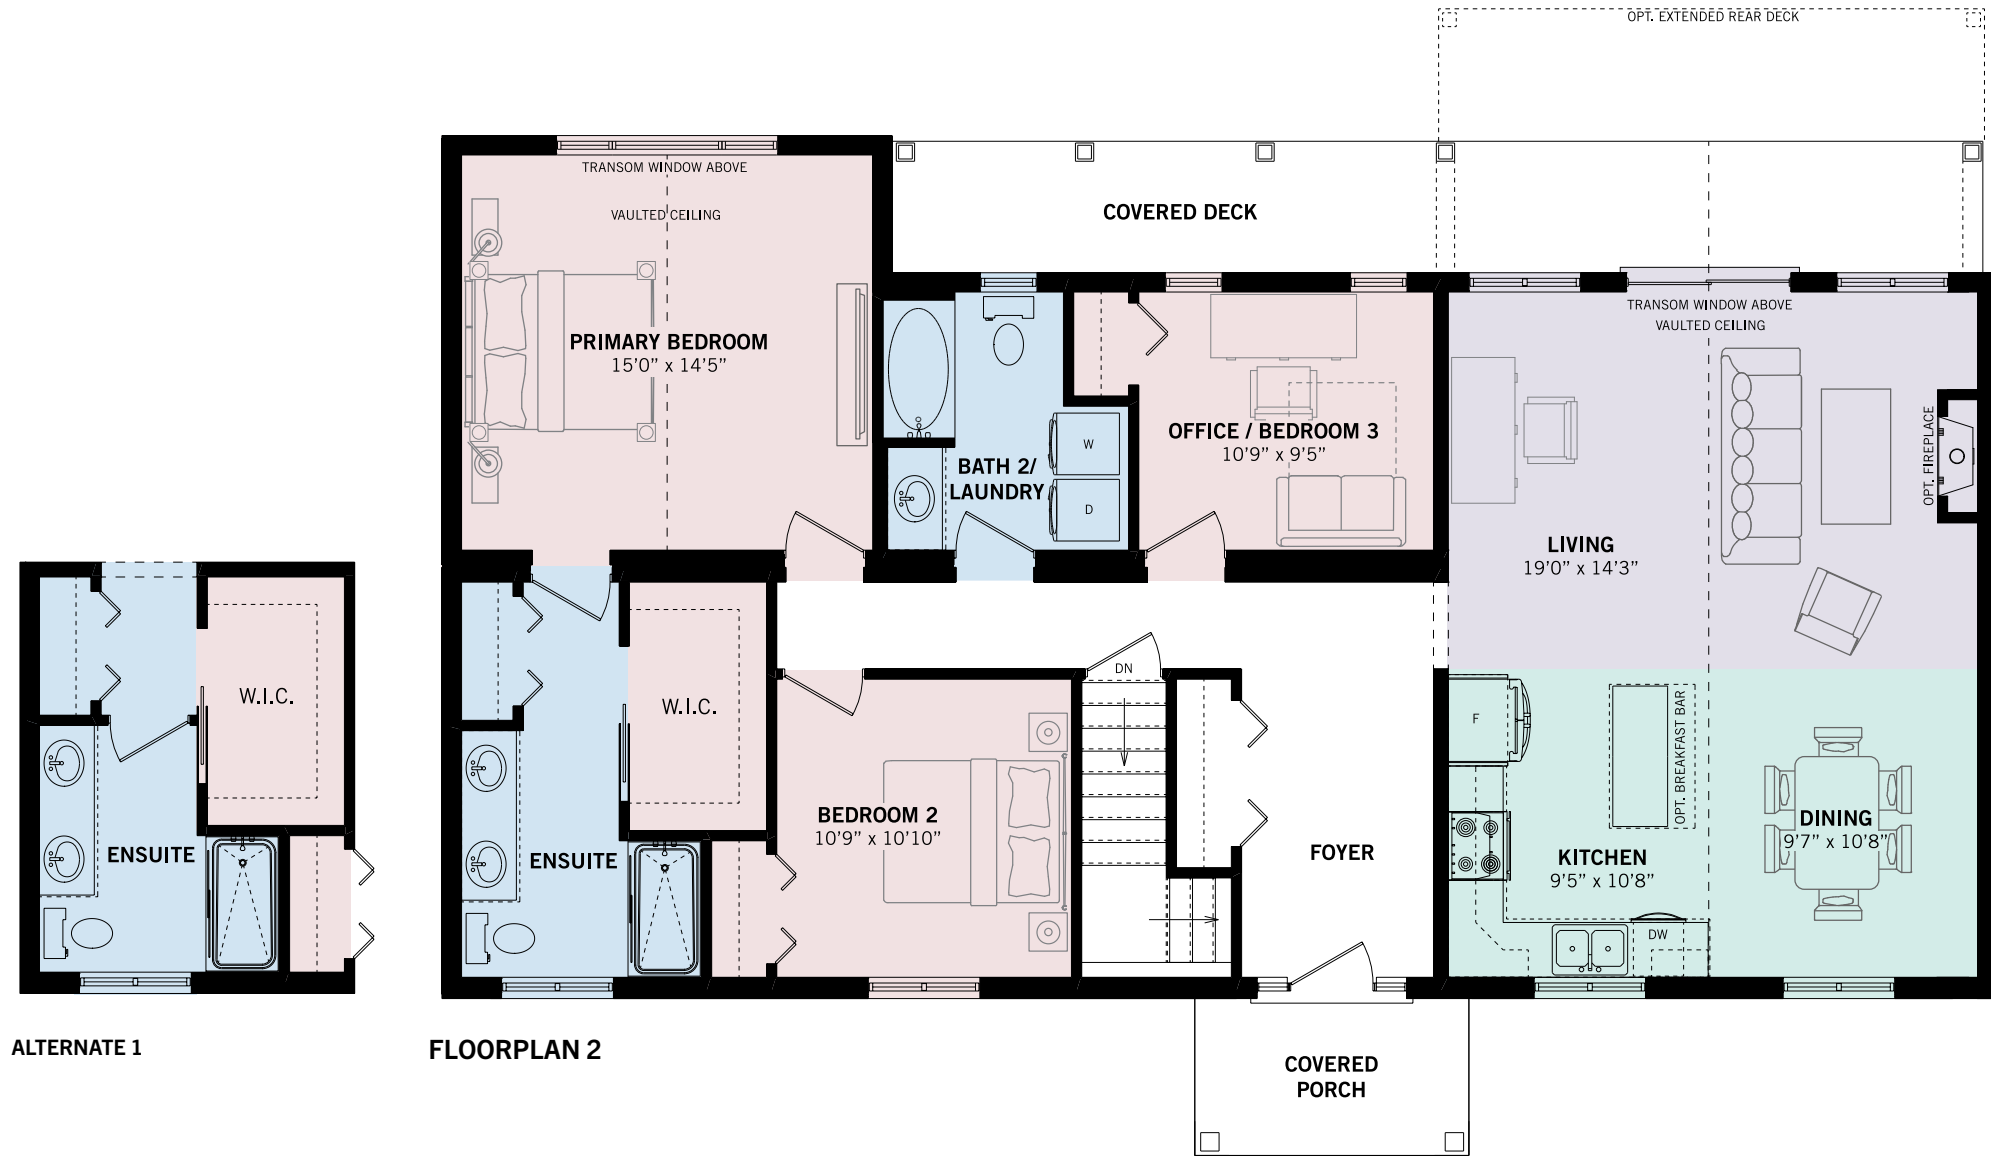 OPT. EXTENDED REAR DECK
TRANSOM WINDOW ABOVE
VAULTED CEILING
COVERED DECK
PRIMARY BEDROOM
15’0” x 14’5”
TRANSOM WINDOW ABOVE
VAULTED CEILING
BATH 2/
LAUNDRY
W
D
OFFICE / BEDROOM 3
10’9” x 9’5”
OPT. FIREPLACE
LIVING
19’0” x 14’3”
W.I.C.
ENSUITE
W.I.C.
ENSUITE
BEDROOM 2
10’9” x 10’10”
DN
FOYER
F
OPT. BREAKFAST BAR
KITCHEN
9’5” x 10’8”
DINING
9’7” x 10’8”
DW
ALTERNATE 1
FLOORPLAN 2
COVERED
PORCH